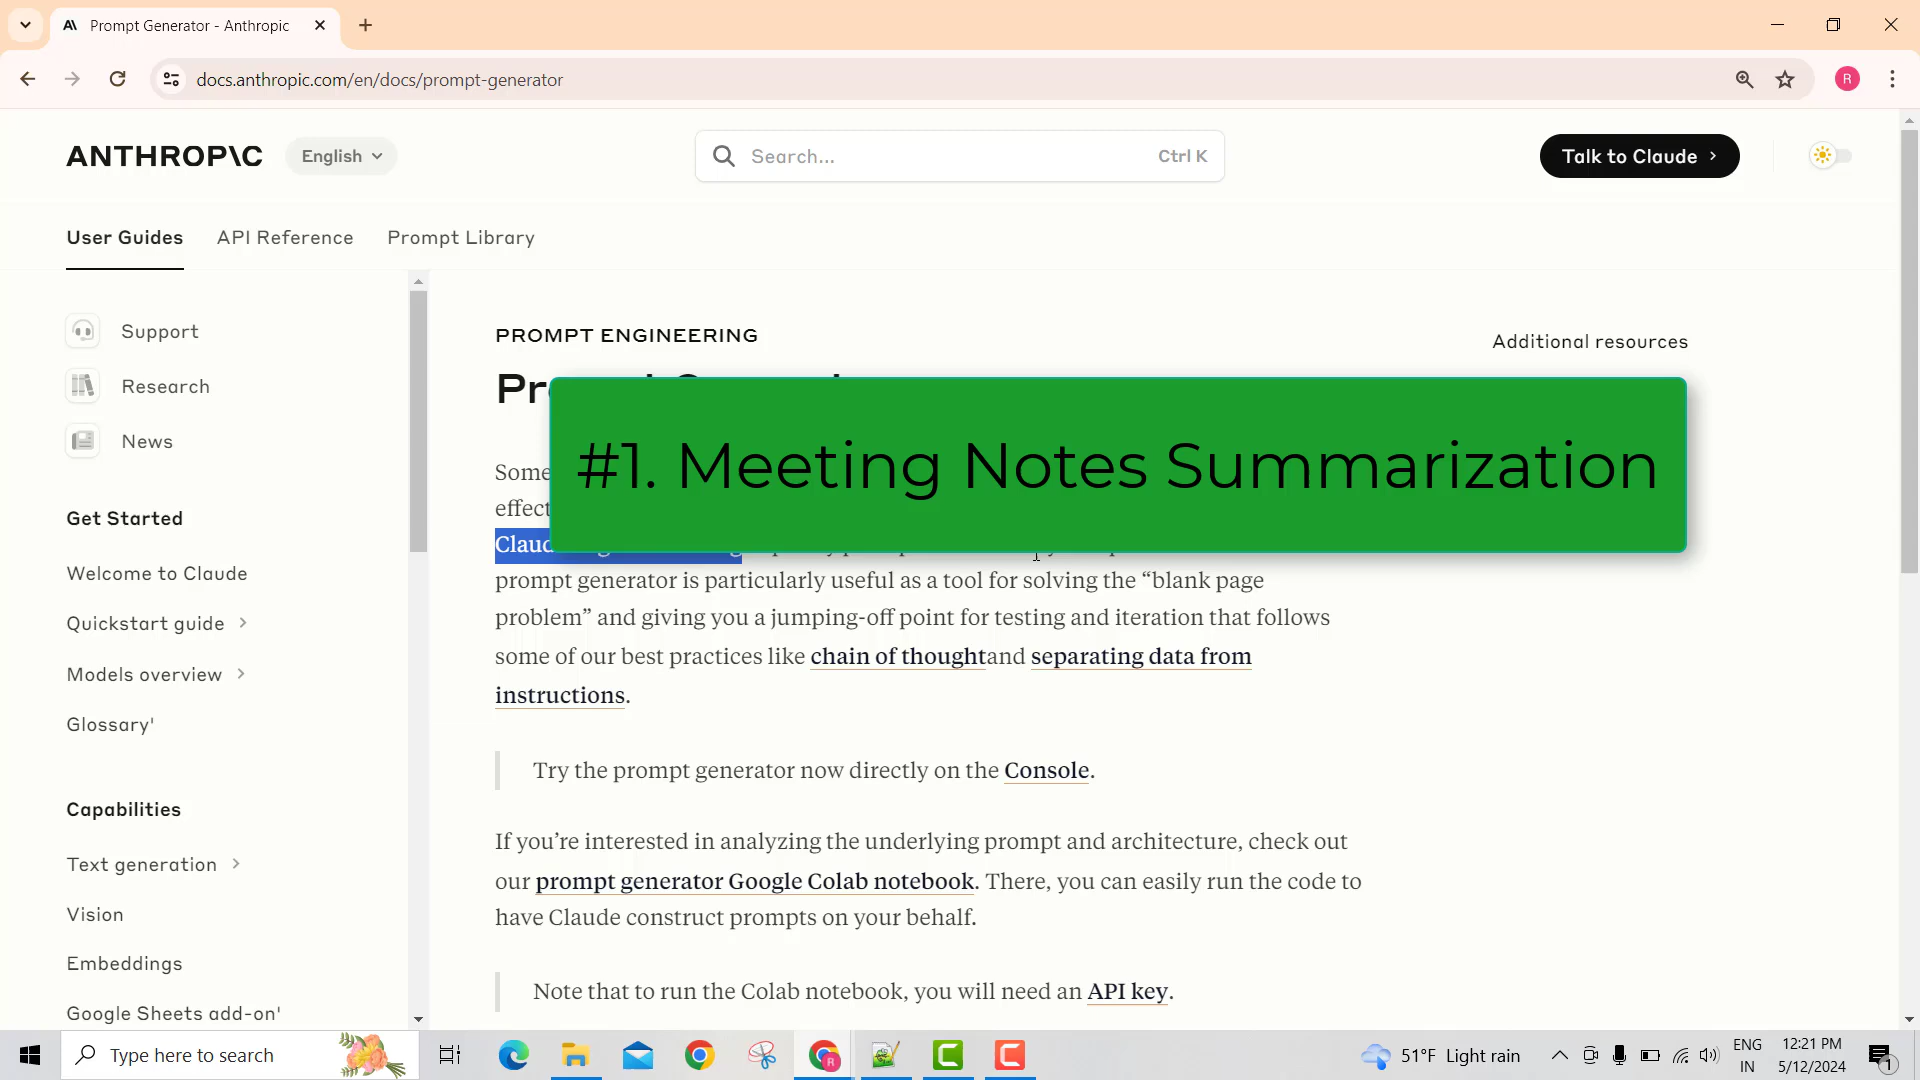 Prompt Generator - Anthropic
docs.anthropic.com/en/docs/prompt-generator
R
ANTHROP\C
English
Search...
Ctrl K
Talk to Claude
User Guides
API Reference
Prompt Library
Support
Research
News
Get Started
Welcome to Claude
Quickstart guide
Models overview
Glossary'
Capabilities
Text generation
Vision
Embeddings
Google Sheets add-on'
PROMPT ENGINEERING
Additional resources
#1. Meeting Notes Summarization
prompt generator is particularly useful as a tool for solving the “blank page
problem” and giving you a jumping-off point for testing and iteration that follows
some of our best practices like chain of thoughtand separating data from
instructions.
Try the prompt generator now directly on the Console.
If you’re interested in analyzing the underlying prompt and architecture, check out
our prompt generator Google Colab notebook. There, you can easily run the code to
have Claude construct prompts on your behalf.
Note that to run the Colab notebook, you will need an API key.
Type here to search
R
51°F Light rain
ENG
IN
12:21 PM
5/12/2024
1